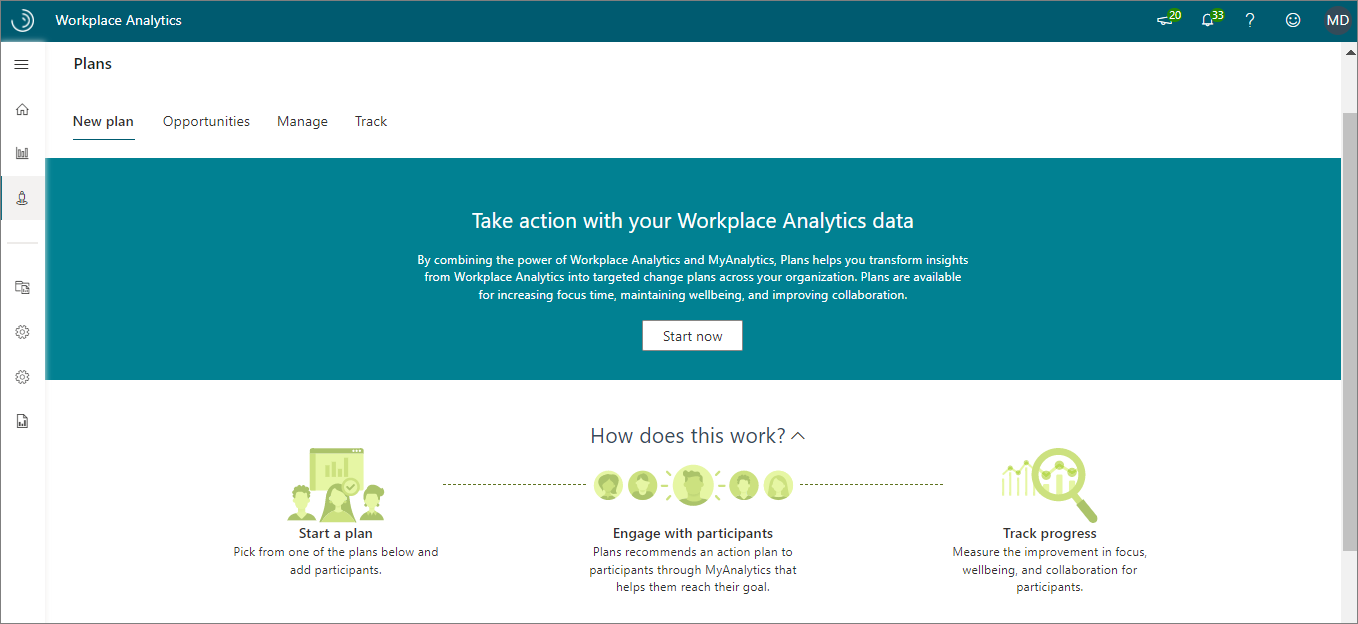 Workplace Analytics
20
33
?
MD
Plans
New plan
Opportunities
Manage
Track
Take action with your Workplace Analytics data
By combining the power of Workplace Analytics and MyAnalytics, Plans helps you transform insights
from Workplace Analytics into targeted change plans across your organization. Plans are available
for increasing focus time, maintaining wellbeing, and improving collaboration.
Start now
How does this work?
Start a plan
Pick from one of the plans below and
add participants.
Engage with participants
Plans recommends an action plan to
participants through MyAnalytics that
helps them reach their goal.
Track progress
Measure the improvement in focus,
wellbeing, and collaboration for
participants.